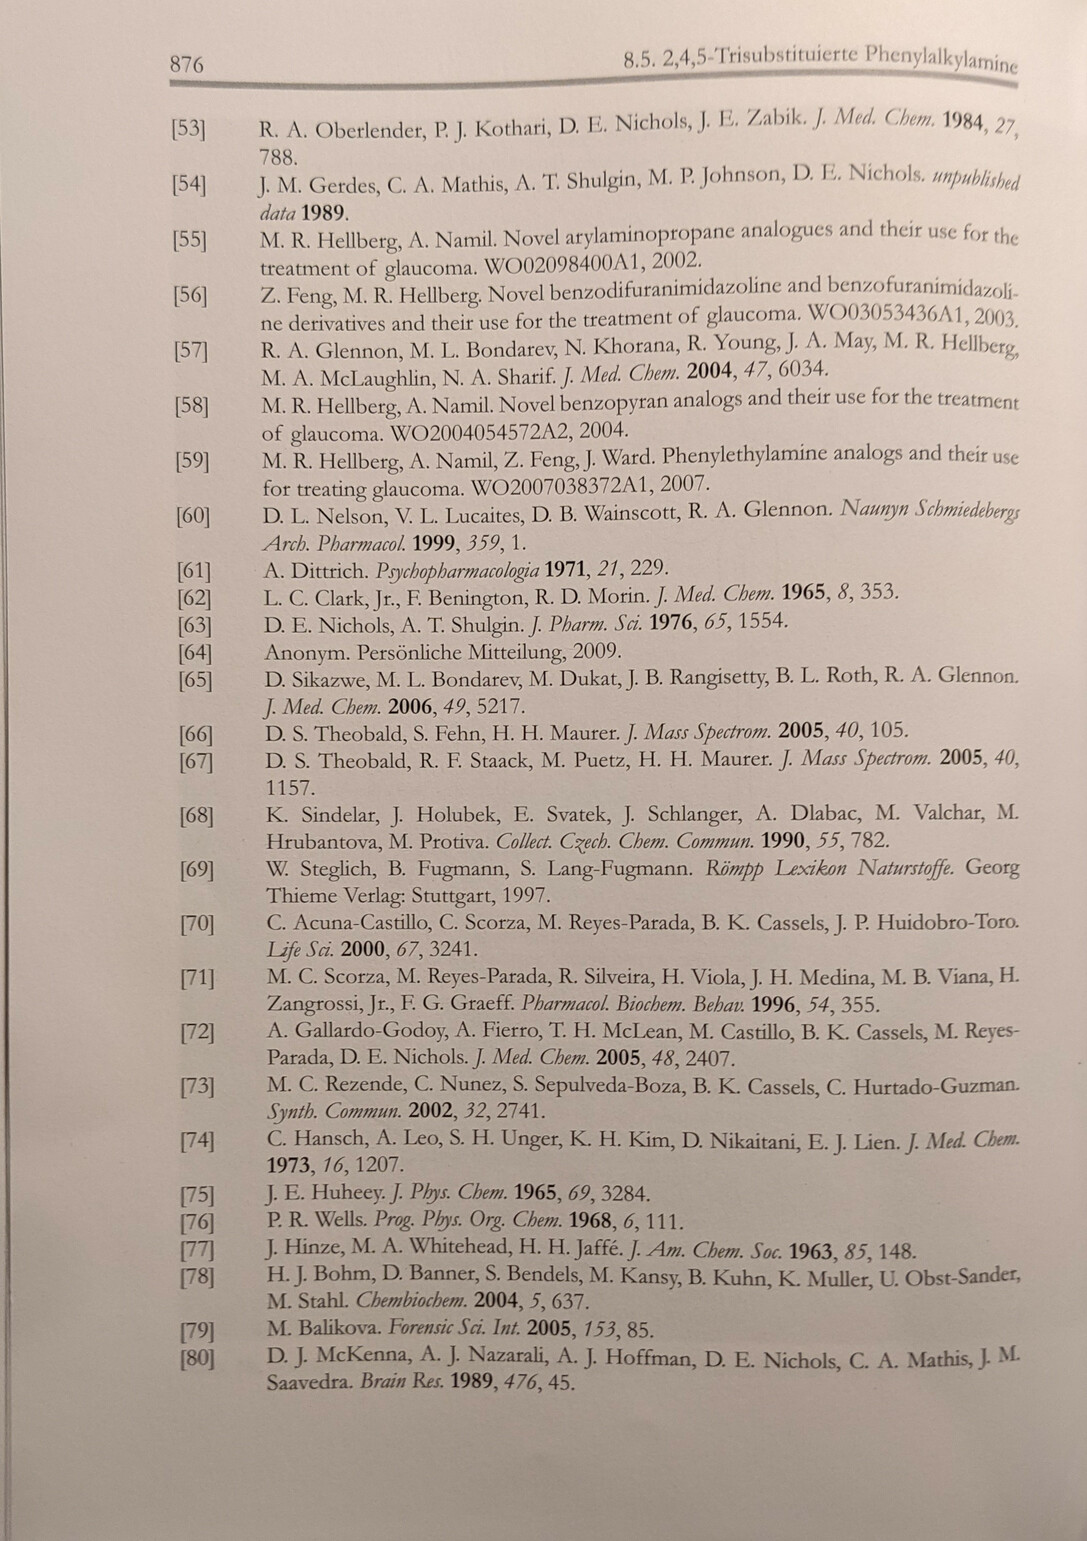 876
8.5. 2,4,5-Trisubstituierte Phenylalkylamine
[53] R. A. Oberlender, P. J. Kothari, D. E. Nichols, J. E. Zabik. J. Med. Chem. 1984, 27,
788.
[54] J. M. Gerdes, C. A. Mathis, A. T. Shulgin, M. P. Johnson, D. E. Nichols. unpublished
data 1989.
[55] M. R. Hellberg, A. Namil. Novel arylaminopropane analogues and their use for the
treatment of glaucoma. WO02098400A1, 2002.
[56] Z. Feng, M. R. Hellberg. Novel benzodifuranimidazoline and benzofuranimidazoli-
ne derivatives and their use for the treatment of glaucoma. WO03053436A1, 2003.
[57] R. A. Glennon, M. L. Bondarev, N. Khorana, R. Young, J. A. May, M. R. Hellberg,
M. A. McLaughlin, N. A. Sharif. J. Med. Chem. 2004, 47, 6034.
[58] M. R. Hellberg, A. Namil. Novel benzopyran analogs and their use for the treatment
of glaucoma. WO2004054572A2, 2004.
[59] M. R. Hellberg, A. Namil, Z. Feng, J. Ward. Phenylethylamine analogs and their use
for treating glaucoma. WO2007038372A1, 2007.
[60] D. L. Nelson, V. L. Lucaites, D. B. Wainscott, R. A. Glennon. Naunyn Schmiedebergs
Arch. Pharmacol. 1999, 359, 1.
[61] A. Dittrich. Psychopharmacologia 1971, 21, 229.
[62] L. C. Clark, Jr., F. Benington, R. D. Morin. J. Med. Chem. 1965, 8, 353.
[63] D. E. Nichols, A. T. Shulgin. J. Pharm. Sci. 1976, 65, 1554.
[64] Anonym. Persönliche Mitteilung, 2009.
[65] D. Sikazwe, M. L. Bondarev, M. Dukat, J. B. Rangisetty, B. L. Roth, R. A. Glennon.
J. Med. Chem. 2006, 49, 5217.
[66] D. S. Theobald, S. Fehn, H. H. Maurer. J. Mass Spectrom. 2005, 40, 105.
[67] D. S. Theobald, R. F. Staack, M. Puetz, H. H. Maurer. J. Mass Spectrom. 2005, 40,
1157.
[68] K. Sindelar, J. Holubek, E. Svatek, J. Schlanger, A. Dlabac, M. Valchar, M.
Hrubantova, M. Protiva. Collect. Czech. Chem. Commun. 1990, 55, 782.
[69] W. Steglich, B. Fugmann, S. Lang-Fugmann. Römpp Lexikon Naturstoffe. Georg
Thieme Verlag: Stuttgart, 1997.
[70] C. Acuna-Castillo, C. Scorza, M. Reyes-Parada, B. K. Cassels, J. P. Huidobro-Toro.
Life Sci. 2000, 67, 3241.
[71] M. C. Scorza, M. Reyes-Parada, R. Silveira, H. Viola, J. H. Medina, M. B. Viana, H.
Zangrossi, Jr., F. G. Graeff. Pharmacol. Biochem. Behav. 1996, 54, 355.
[72] A. Gallardo-Godoy, A. Fierro, T. H. McLean, M. Castillo, B. K. Cassels, M. Reyes-
Parada, D. E. Nichols. J. Med. Chem. 2005, 48, 2407.
[73] M. C. Rezende, C. Nunez, S. Sepulveda-Boza, B. K. Cassels, C. Hurtado-Guzman.
Synth. Commun. 2002, 32, 2741.
[74] C. Hansch, A. Leo, S. H. Unger, K. H. Kim, D. Nikaitani, E. J. Lien. J. Med. Chem.
1973, 16, 1207.
[75] J. E. Huheey. J. Phys. Chem. 1965, 69, 3284.
[76] P. R. Wells. Prog. Phys. Org. Chem. 1968, 6, 111.
[77] J. Hinze, M. A. Whitehead, H. H. Jaffé. J. Am. Chem. Soc. 1963, 85, 148.
[78] H. J. Bohm, D. Banner, S. Bendels, M. Kansy, B. Kuhn, K. Muller, U. Obst-Sander,
M. Stahl. Chembiochem. 2004, 5, 637.
[79] M. Balikova. Forensic Sci. Int. 2005, 153, 85.
[80] D. J. McKenna, A. J. Nazarali, A. J. Hoffman, D. E. Nichols, C. A. Mathis, J. M.
Saavedra. Brain Res. 1989, 476, 45.